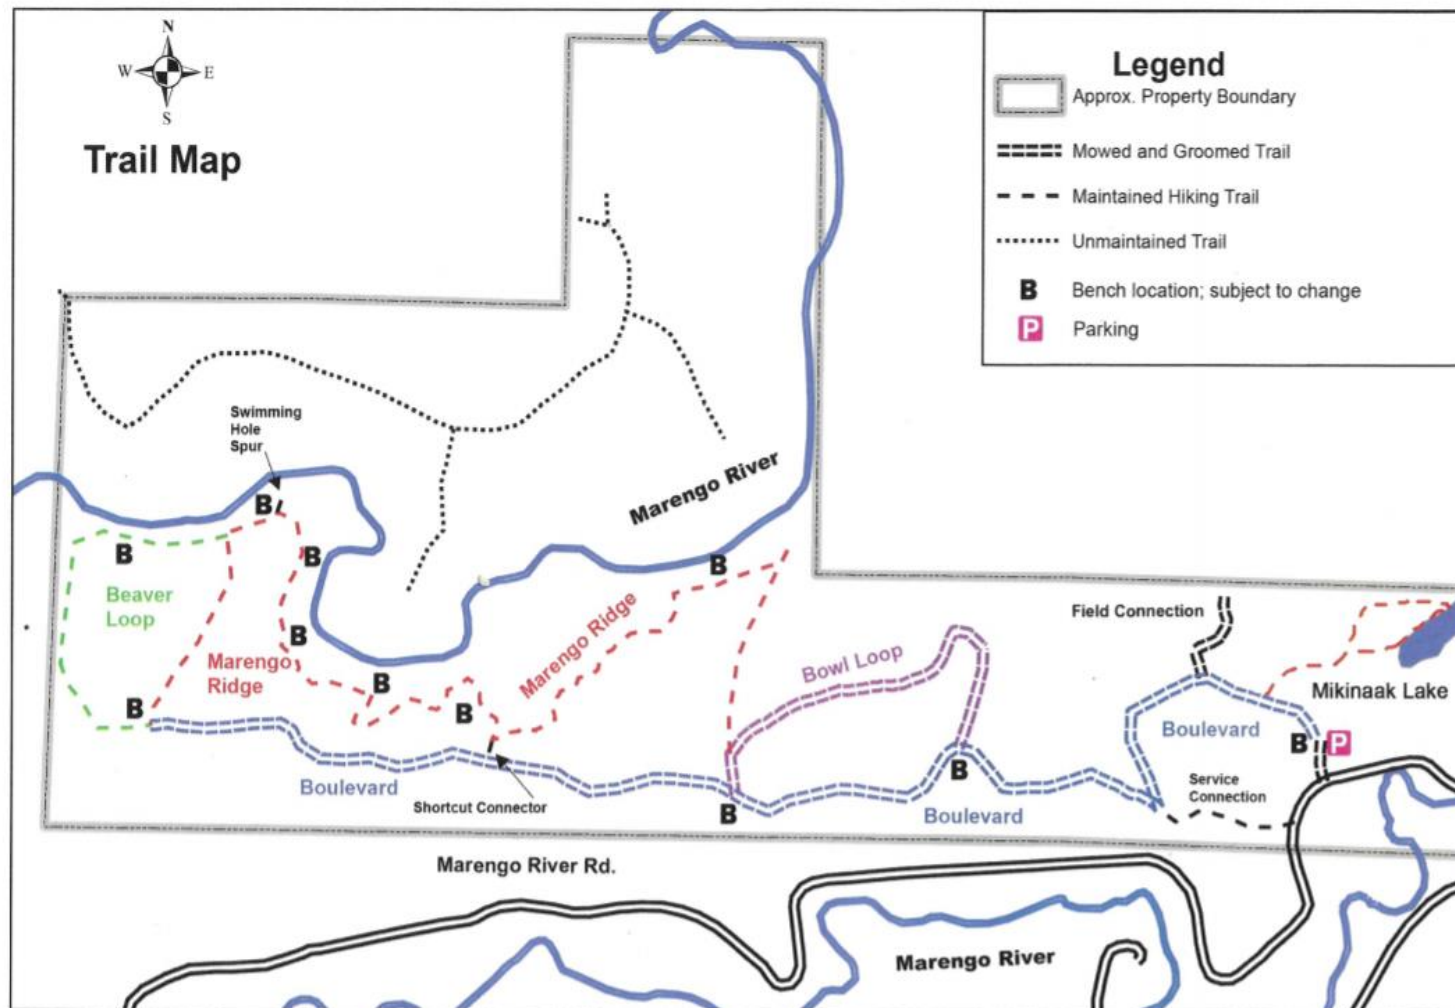 N
W E
S
Trail Map
Legend
Approx. Property Boundary
Mowed and Groomed Trail
Maintained Hiking Trail
Unmaintained Trail
B Bench location; subject to change
P Parking
Swimming
Hole
Spur
Marengo River
B
B
B
B
Beaver
Loop
Marengo
Ridge
B
B
B
B
Marengo Ridge
B
Bowl Loop
Field Connection
Mikinaak Lake
Boulevard
B P
Boulevard
Shortcut Connector
B
B
Boulevard
Service
Connection
Marengo River Rd.
Marengo River